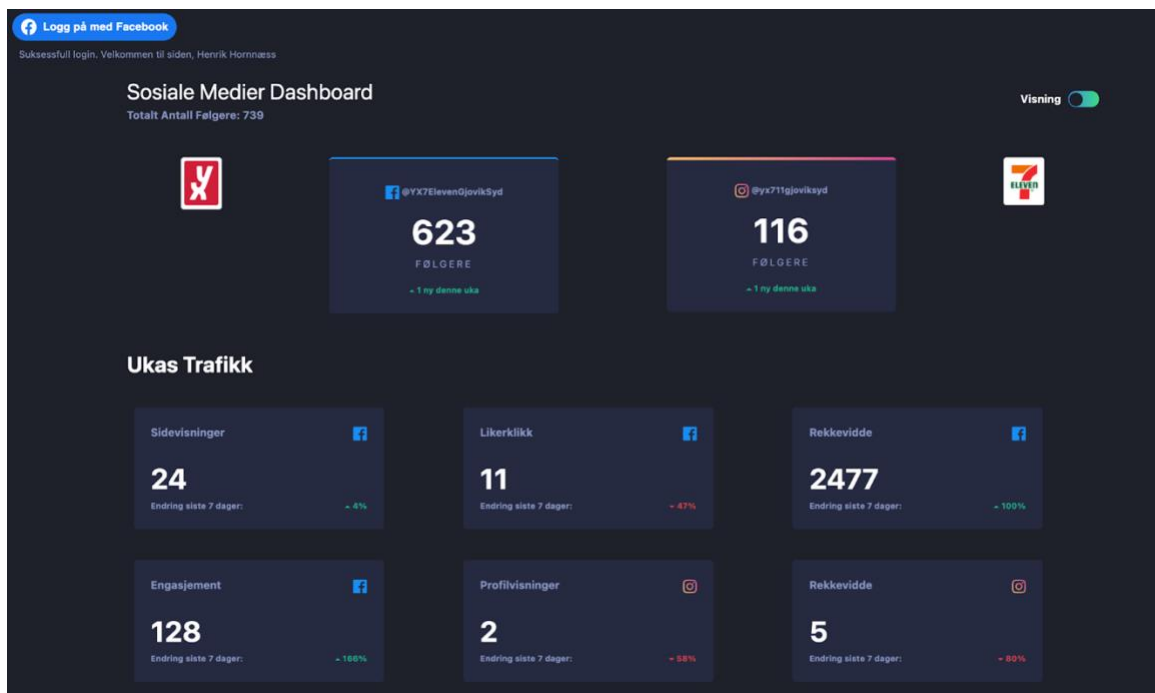 Logg på med Facebook
Suksessfull login. Velkommen til siden, Henrik Hornnæss
Sosiale Medier Dashboard
Totalt Antall Følgere: 739
Visning
YX
@YX7ElevenGjovikSyd
623
FØLGERE
1 ny denne uka
@yx711gjoviksyd
116
FØLGERE
1 ny denne uka
7
ELEVEN
Ukas Trafikk
Sidevisninger
24
Endring siste 7 dager: 4%
Likerklikk
11
Endring siste 7 dager: 47%
Rekkevidde
2477
Endring siste 7 dager: 100%
Engasjement
128
Endring siste 7 dager: 166%
Profilvisninger
2
Endring siste 7 dager: 58%
Rekkevidde
5
Endring siste 7 dager: 80%